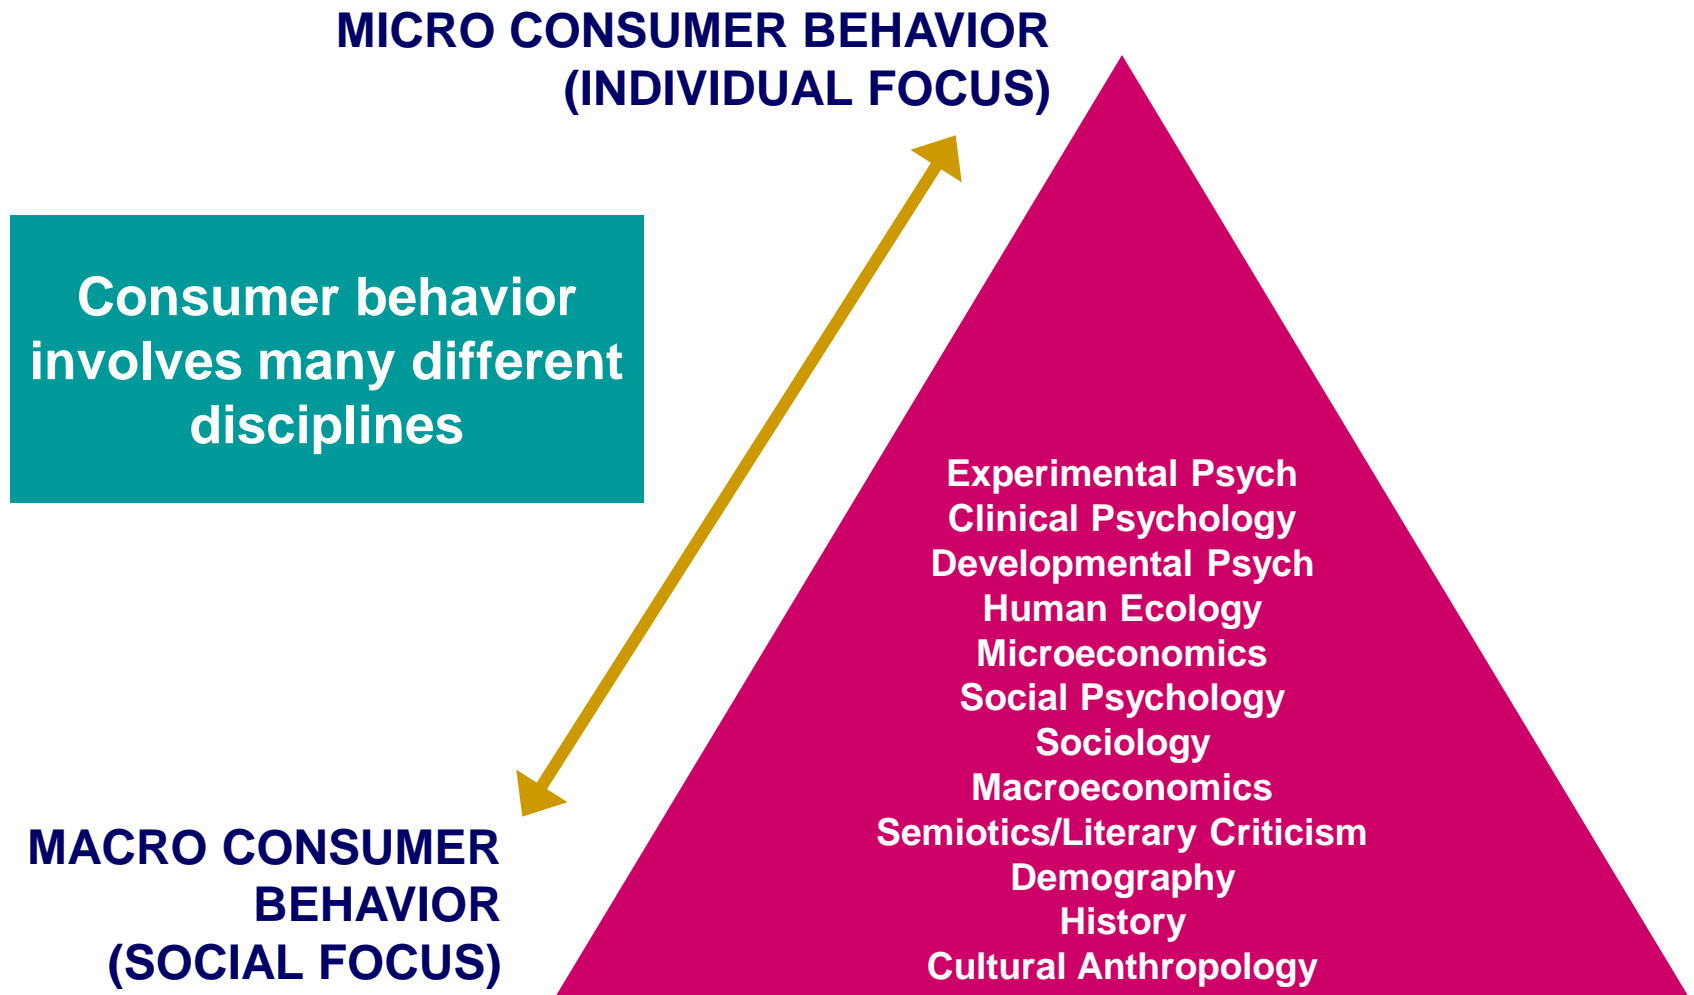 MICRO CONSUMER BEHAVIOR
(INDIVIDUAL FOCUS)
Consumer behavior
involves many different
disciplines
Experimental Psych
Clinical Psychology
Developmental Psych
Human Ecology
Microeconomics
Social Psychology
Sociology
Macroeconomics
Semiotics/Literary Criticism
Demography
History
Cultural Anthropology
MACRO CONSUMER
BEHAVIOR
(SOCIAL FOCUS)